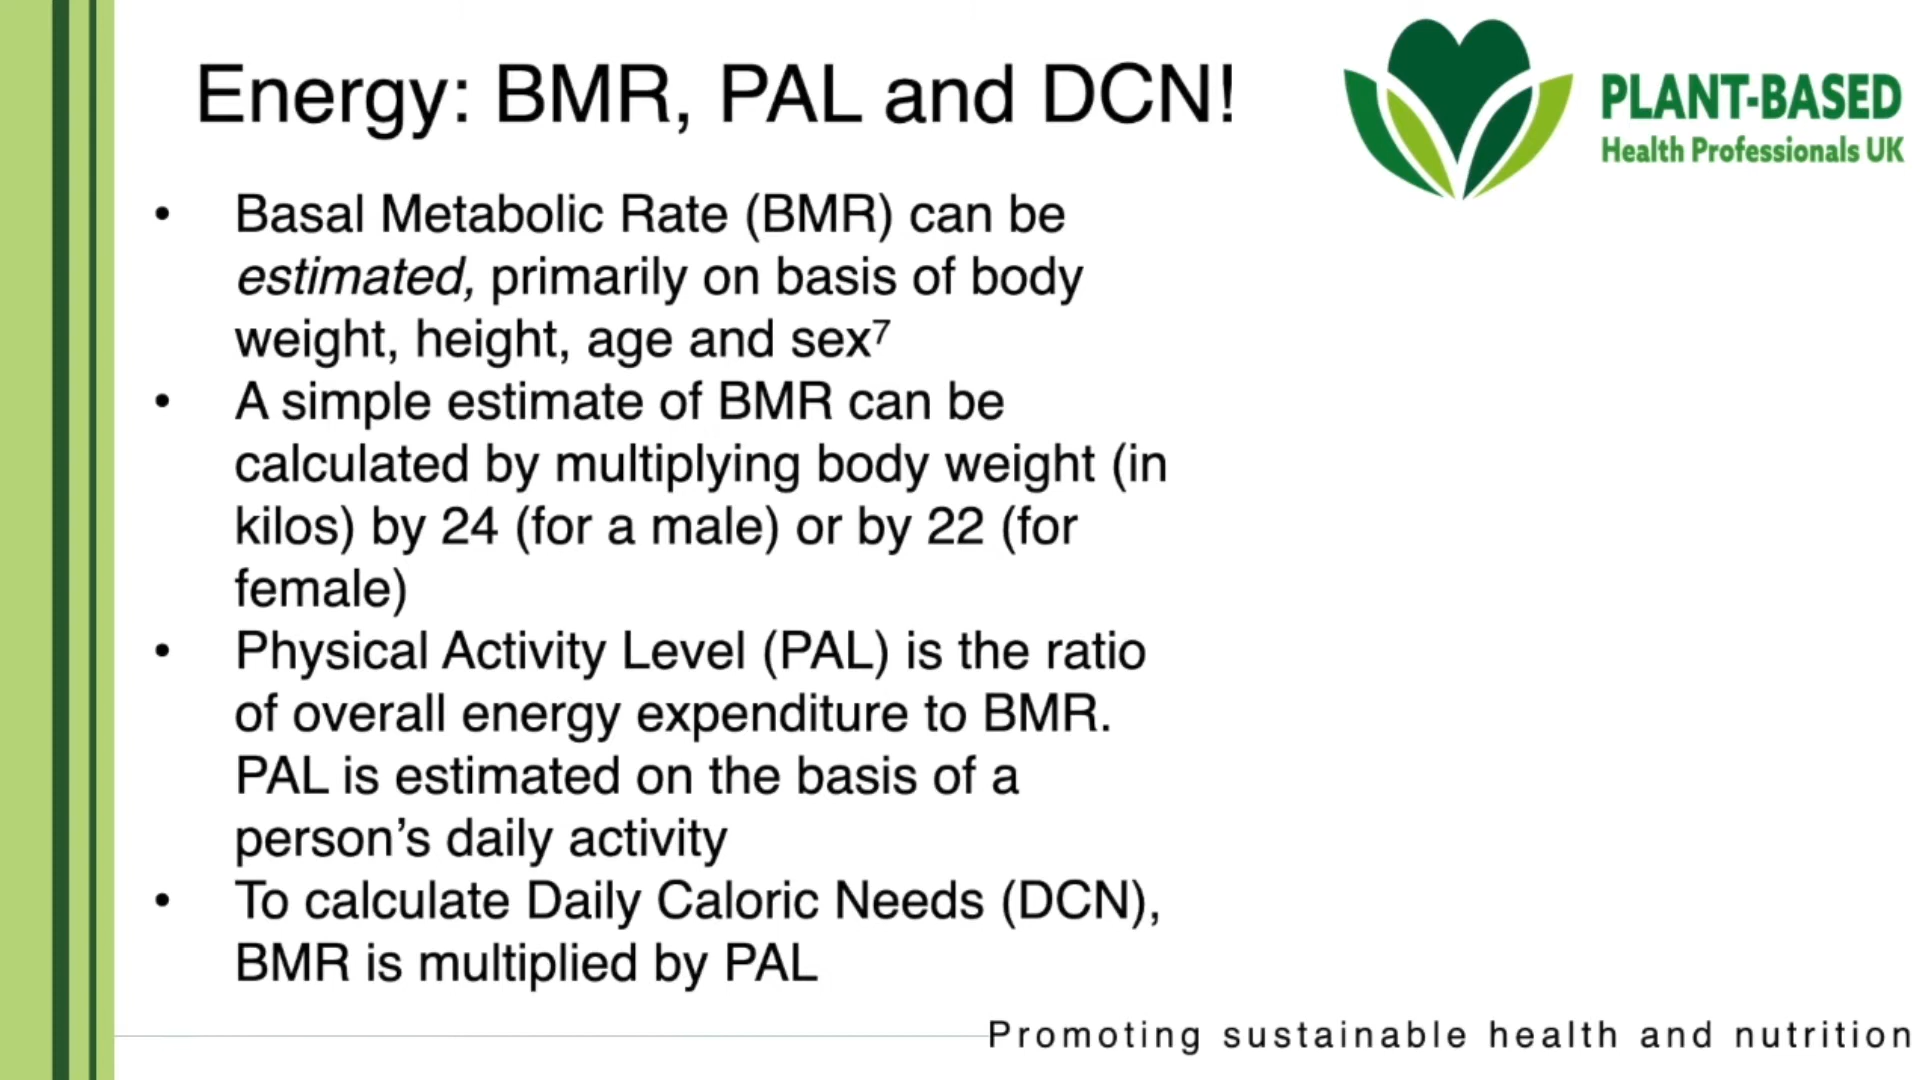 Energy: BMR, PAL and DCN!
PLANT-BASED
Health Professionals UK
• Basal Metabolic Rate (BMR) can be
estimated, primarily on basis of body
weight, height, age and sex⁷
• A simple estimate of BMR can be
calculated by multiplying body weight (in
kilos) by 24 (for a male) or by 22 (for
female)
• Physical Activity Level (PAL) is the ratio
of overall energy expenditure to BMR.
PAL is estimated on the basis of a
person’s daily activity
• To calculate Daily Caloric Needs (DCN),
BMR is multiplied by PAL
Promoting sustainable health and nutrition